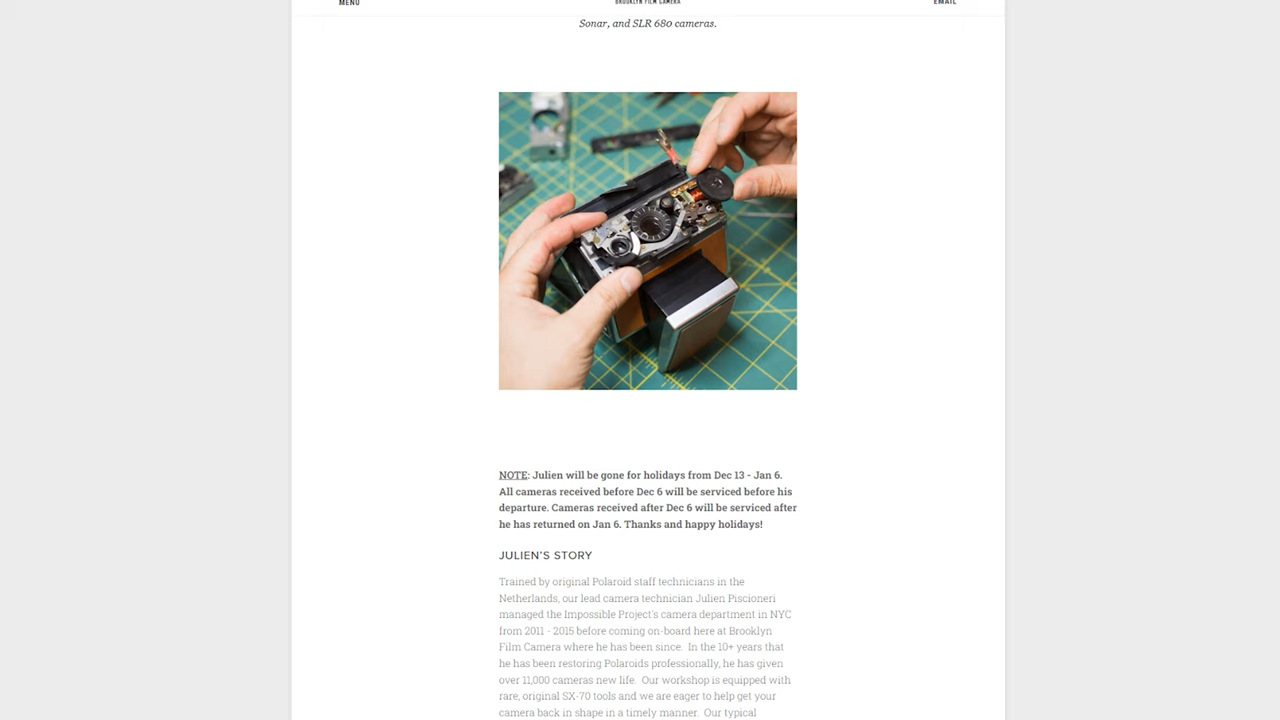 MENU
BROOKLYN FILM CAMERA
EMAIL
Sonar, and SLR 680 cameras.
NOTE: Julien will be gone for holidays from Dec 13 - Jan 6.
All cameras received before Dec 6 will be serviced before his
departure. Cameras received after Dec 6 will be serviced after
he has returned on Jan 6. Thanks and happy holidays!
JULIEN'S STORY
Trained by original Polaroid staff technicians in the
Netherlands, our lead camera technician Julien Piscioneri
managed the Impossible Project's camera department in NYC
from 2011 - 2015 before coming on-board here at Brooklyn
Film Camera where he has been since. In the 10+ years that
he has been restoring Polaroids professionally, he has given
over 11,000 cameras new life. Our workshop is equipped with
rare, original SX-70 tools and we are eager to help get your
camera back in shape in a timely manner. Our typical